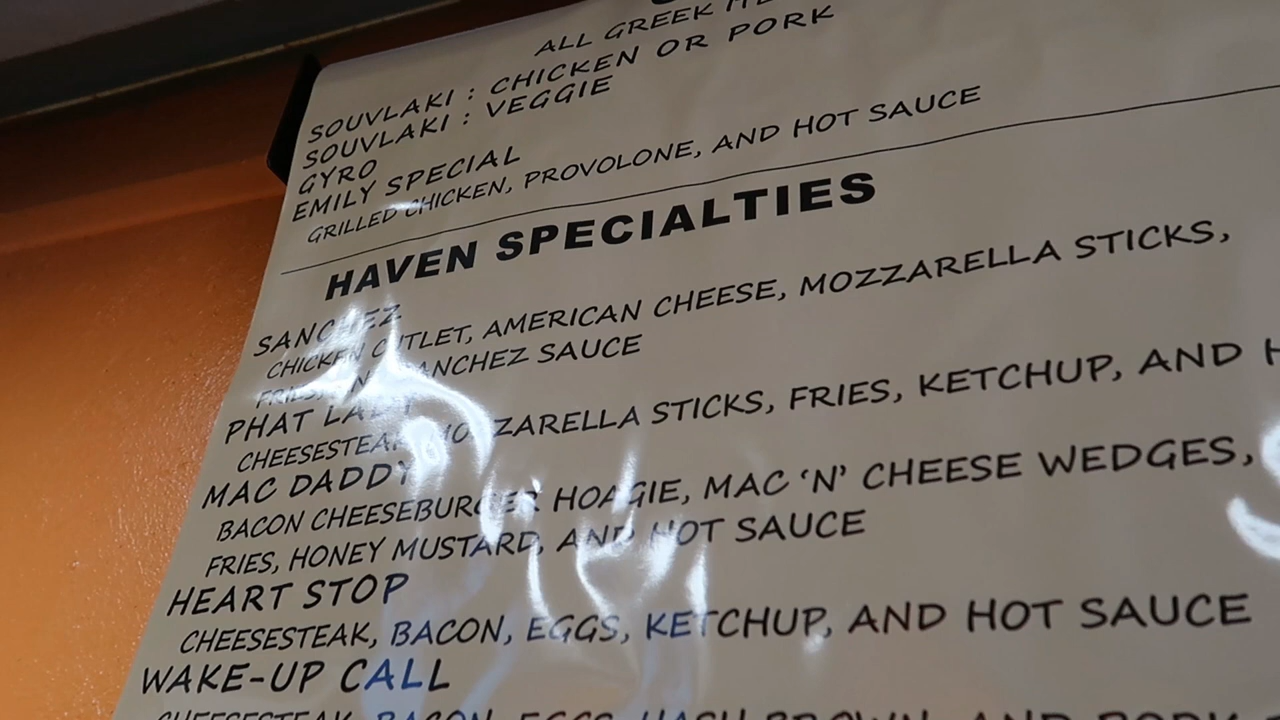 ALL GREEK
SOUVLAKI : CHICKEN OR PORK
SOUVLAKI : VEGGIE
GYRO
EMILY SPECIAL
GRILLED CHICKEN, PROVOLONE, AND HOT SAUCE
HAVEN SPECIALTIES
SANCHEZ
CHICKEN CUTLET, AMERICAN CHEESE, MOZZARELLA STICKS,
FRIES, SANCHEZ SAUCE
PHAT LADY
CHEESESTEAK, MOZZARELLA STICKS, FRIES, KETCHUP, AND
MAC DADDY
BACON CHEESEBURGER HOAGIE, MAC 'N' CHEESE WEDGES,
FRIES, HONEY MUSTARD, AND HOT SAUCE
HEART STOP
CHEESESTEAK, BACON, EGGS, KETCHUP, AND HOT SAUCE
WAKE-UP CALL
CHEESESTEAK, BACON, EGGS, HASH BROWN, AND PORK